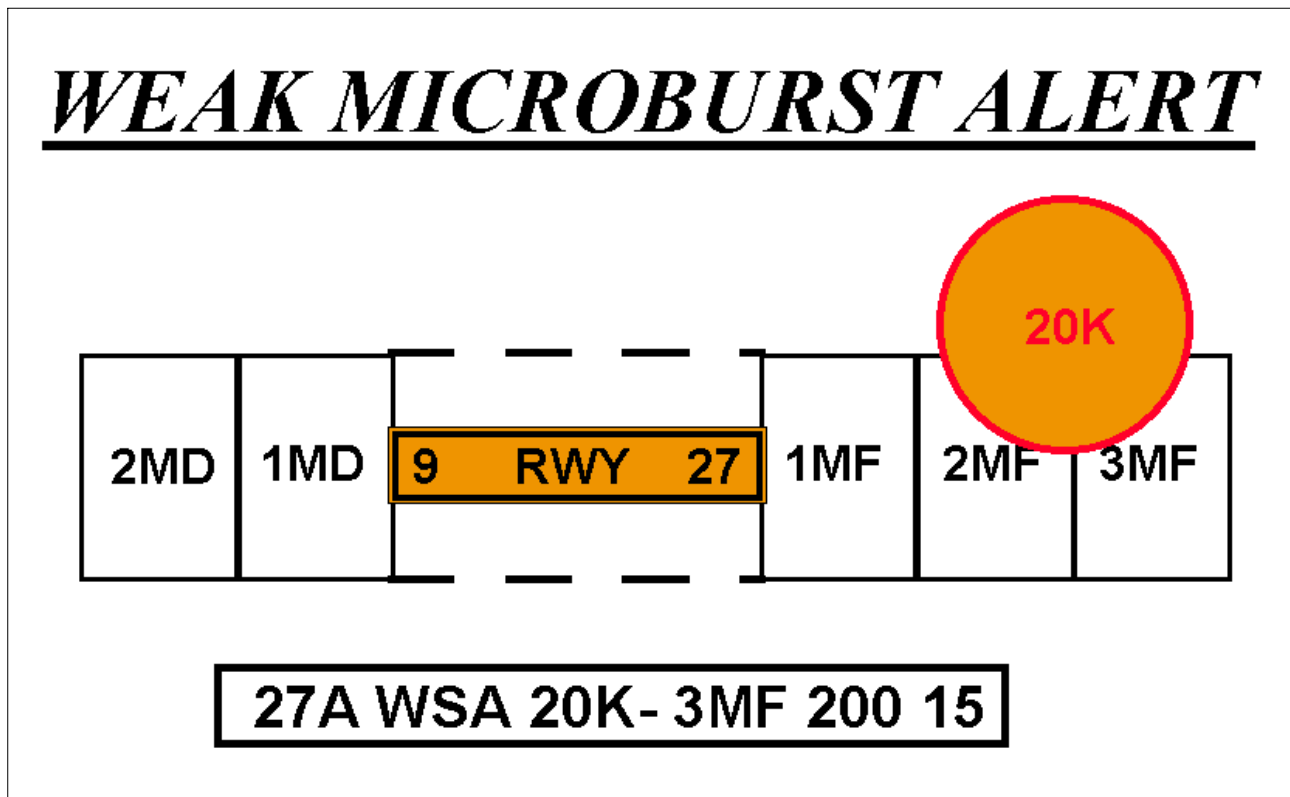 WEAK MICROBURST ALERT
20K
2MD 1MD 9 RWY 27 1MF 2MF 3MF
27A WSA 20K- 3MF 200 15